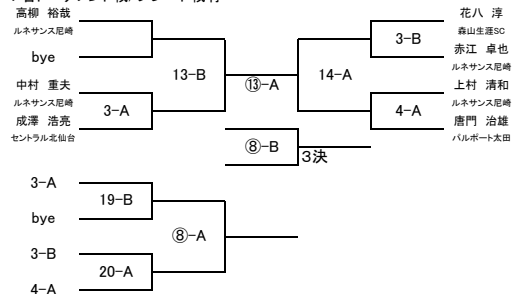 高柳 裕哉
ルネサンス尼崎
bye
中村 重夫
ルネサンス尼崎
成澤 浩亮
セントラル北仙台
3-A
13-B
⑬-A
14-A
3-B
4-A
花八 淳
森山生涯SC
赤江 卓也
ルネサンス尼崎
上村 清和
ルネサンス尼崎
唐門 治雄
パルポート太田
⑧-B
3決
3-A
bye
3-B
4-A
19-B
20-A
⑧-A